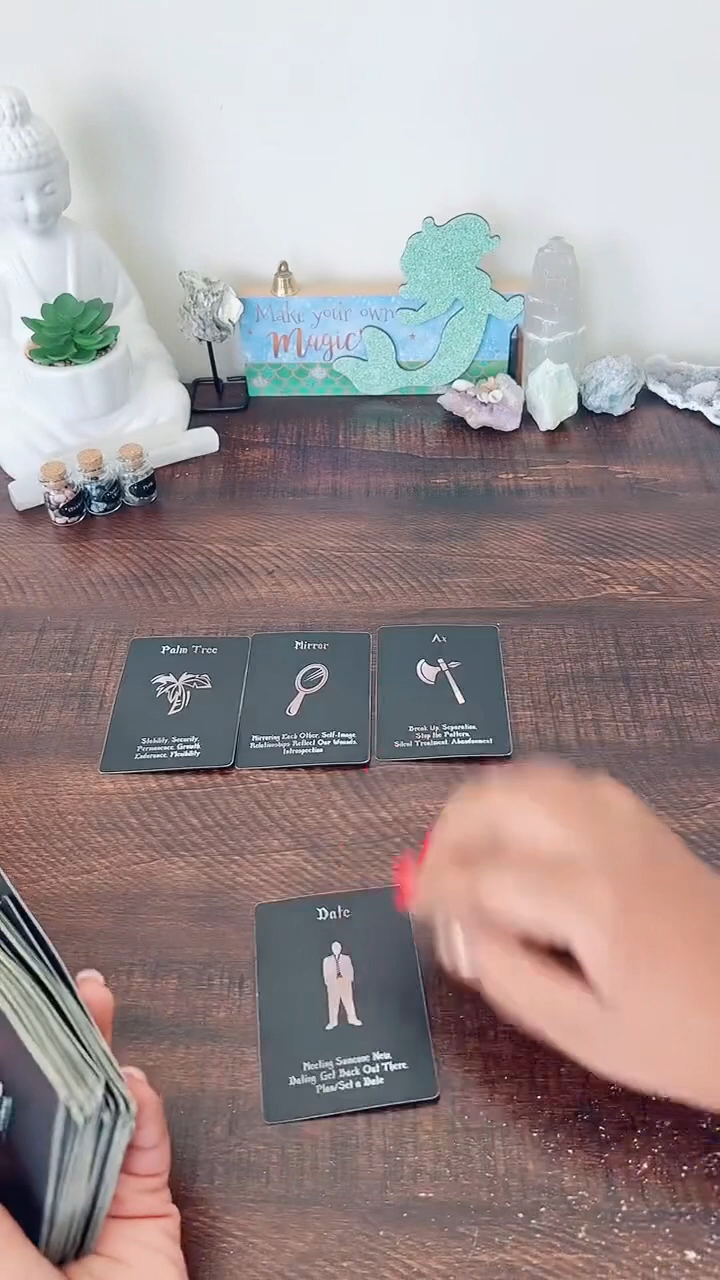 Make your own
Magic
Palm Tree
Stability, Security,
Permanence, Growth
Endurance, Flexibility
Mirror
Mirroring Each Other, Self-Image,
Relationships Reflect Our Wounds,
Introspection
Ax
Break Up, Separation,
Stop the Pattern,
Silent Treatment, Abandonment
Date
Meeting Someone New,
Dating, Get Back Out There,
Plan/Set a Date